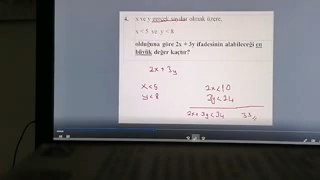 4. x ve y gerçek sayılar olmak üzere,
x < 5 ve y < 8
olduğuna göre 2x + 3y ifadesinin alabileceği en
büyük değer kaçtır?
2x + 3y
x < 5
y < 8
2x < 10
3y < 24
2x + 3y < 34
33